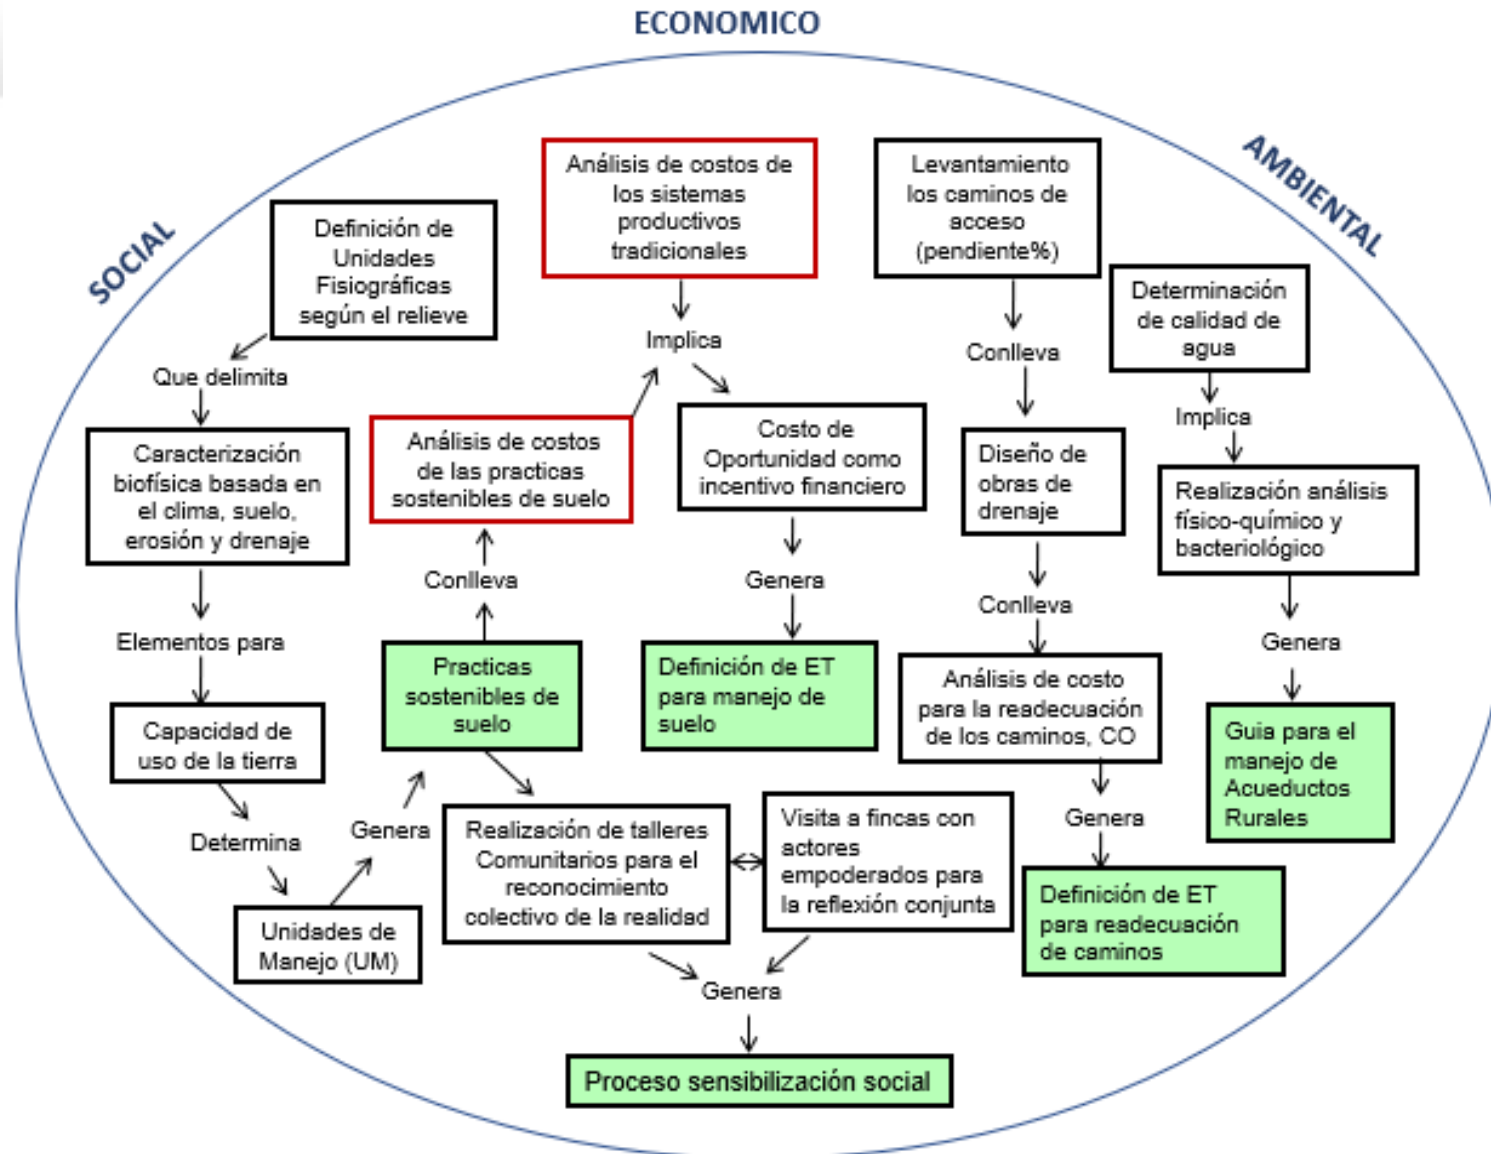 ECONOMICO
SOCIAL
AMBIENTAL
Definición de
Unidades
Fisiográficas
según el relieve
Que delimita
Caracterización
biofísica basada en
el clima, suelo,
erosión y drenaje
Elementos para
Capacidad de
uso de la tierra
Determina
Unidades de
Manejo (UM)
Genera
Practicas
sostenibles de
suelo
Conlleva
Análisis de costos
de las practicas
sostenibles de suelo
Análisis de costos de
los sistemas
productivos
tradicionales
Implica
Costo de
Oportunidad como
incentivo financiero
Genera
Definición de ET
para manejo de
suelo
Realización de talleres
Comunitarios para el
reconocimiento
colectivo de la realidad
Visita a fincas con
actores
empoderados para
la reflexión conjunta
Genera
Proceso sensibilización social
Levantamiento
los caminos de
acceso
(pendiente%)
Conlleva
Diseño de
obras de
drenaje
Conlleva
Análisis de costo
para la readecuación
de los caminos, CO
Genera
Definición de ET
para readecuación
de caminos
Determinación
de calidad de
agua
Implica
Realización análisis
físico-químico y
bacteriológico
Genera
Guia para el
manejo de
Acueductos
Rurales